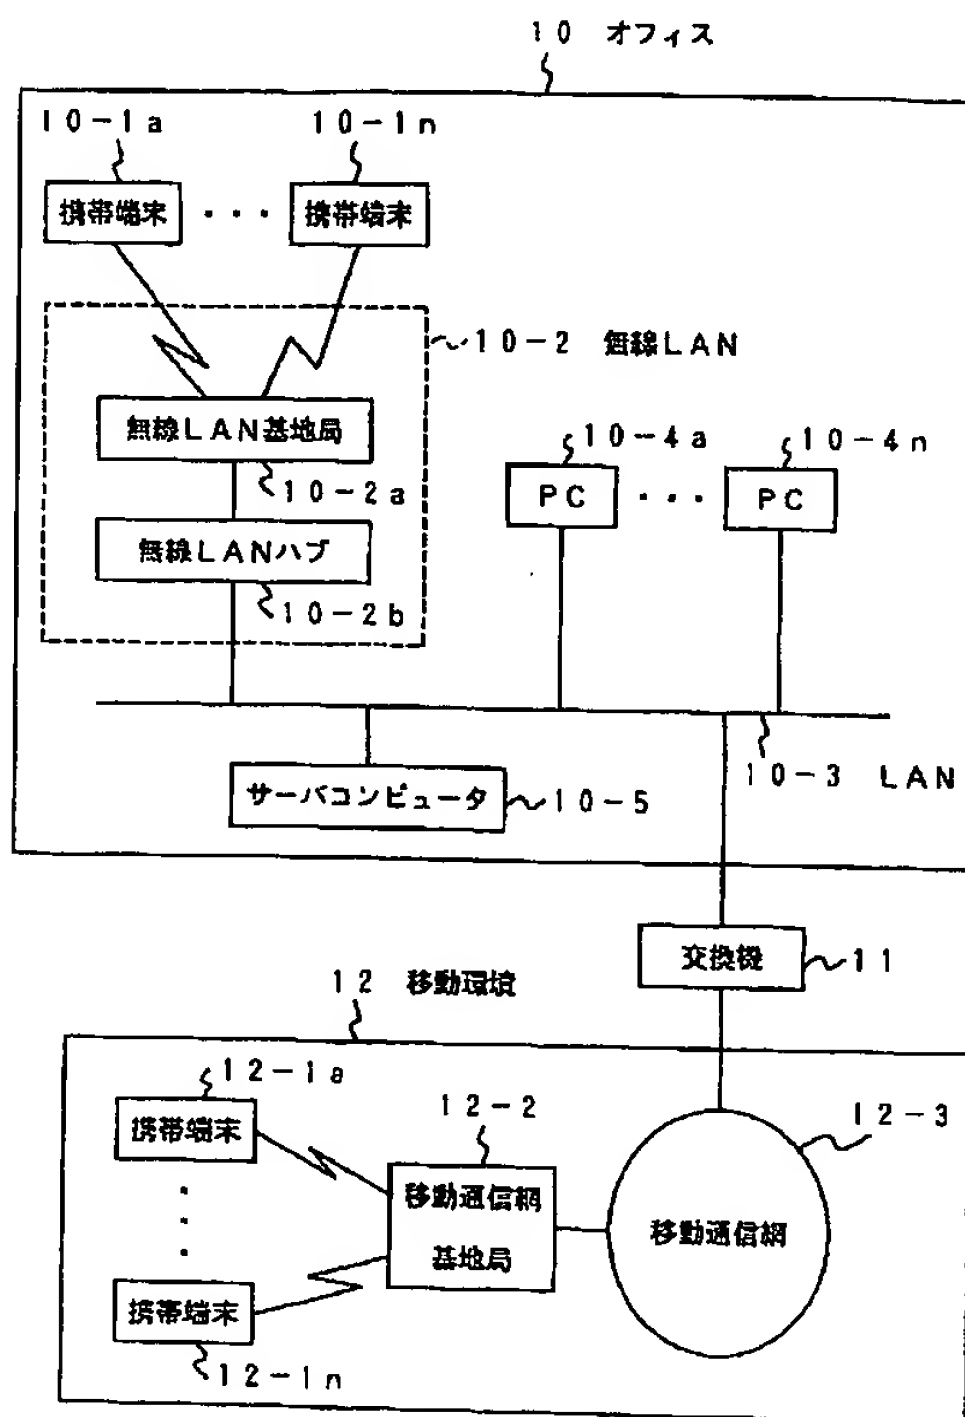 10 オフィス
10-1a
10-1n
携帯端末
・・・
携帯端末
10-2 無線LAN
無線LAN基地局
10-2a
無線LANハブ
10-2b
10-4a
10-4n
PC
・・・
PC
10-3 LAN
サーバコンピュータ
10-5
交換機
11
12 移動環境
12-1a
携帯端末
12-2
12-3
移動通信網
基地局
移動通信網
携帯端末
12-1n